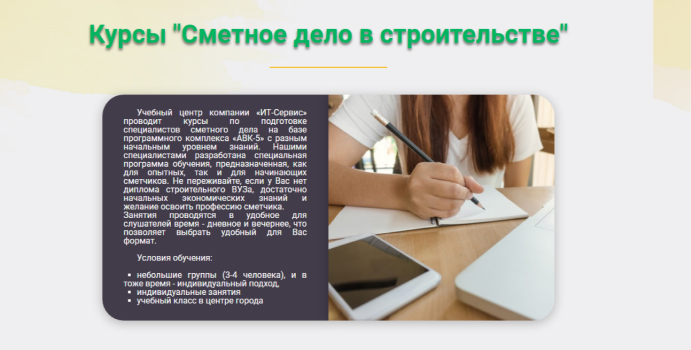 Курсы "Сметное дело в строительстве"
Учебный центр компании «ИТ-Сервис»
проводит курсы по подготовке
специалистов сметного дела на базе
программного комплекса «АВК-5» с разным
начальным уровнем знаний. Нашими
специалистами разработана специальная
программа обучения, предназначенная, как
для опытных, так и для начинающих
сметчиков. Не переживайте, если у Вас нет
диплома строительного ВУЗа, достаточно
начальных экономических знаний и
желание освоить профессию сметчика.
Занятия проводятся в удобное для
слушателей время - дневное и вечернее, что
позволяет выбрать удобный для Вас
формат.
Условия обучения:
▪ небольшие группы (3-4 человека), и в
тоже время - индивидуальный подход,
▪ индивидуальные занятия
▪ учебный класс в центре города